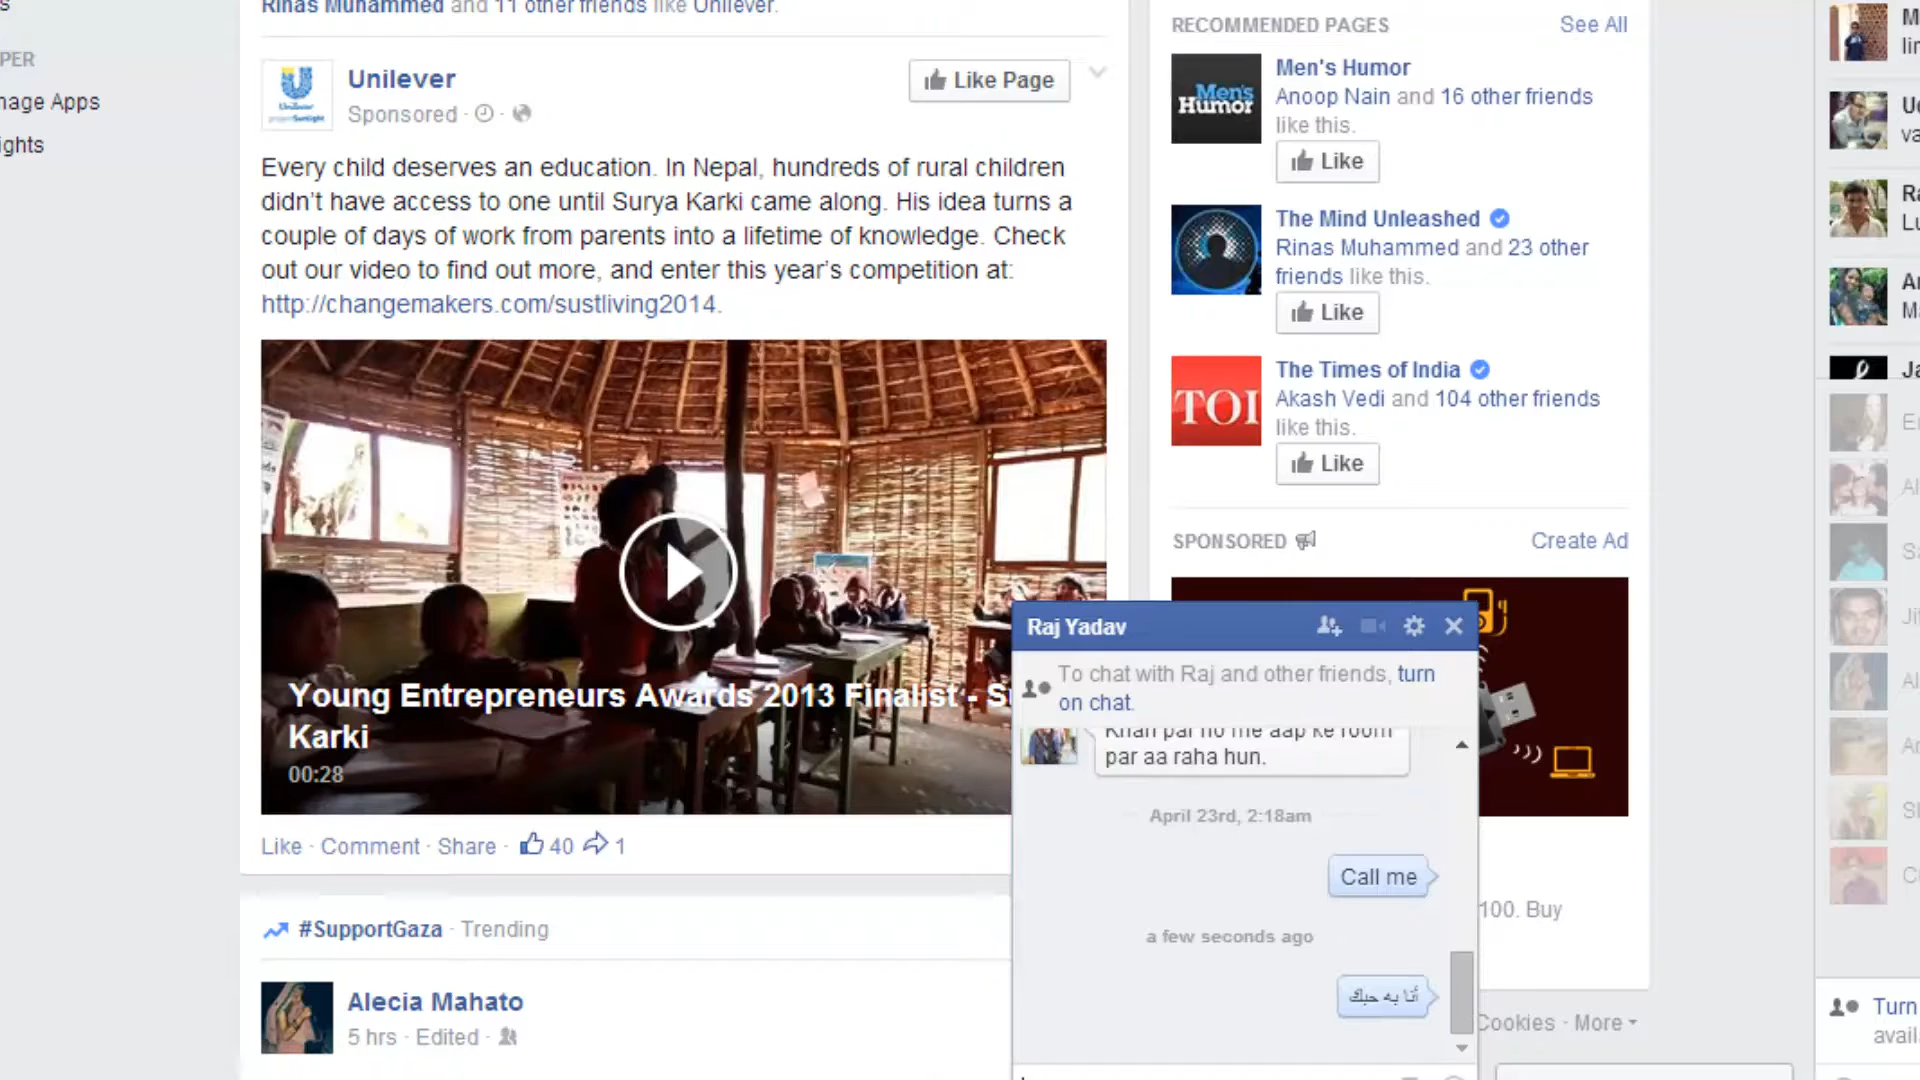 Rinas Muhammed and 11 other friends like Unilever.
PER
nage Apps
ights
Unilever
Sponsored ·
Like Page
Every child deserves an education. In Nepal, hundreds of rural children
didn’t have access to one until Surya Karki came along. His idea turns a
couple of days of work from parents into a lifetime of knowledge. Check
out our video to find out more, and enter this year’s competition at:
http://changemakers.com/sustliving2014.
Young Entrepreneurs Awards 2013 Finalist - S
Karki
00:28
Like · Comment · Share · 40 1
#SupportGaza · Trending
Alecia Mahato
5 hrs · Edited ·
RECOMMENDED PAGES
See All
Men's Humor
Men's Humor
Anoop Nain and 16 other friends
like this.
Like
The Mind Unleashed
Rinas Muhammed and 23 other
friends like this.
Like
TOI
The Times of India
Akash Vedi and 104 other friends
like this.
Like
SPONSORED
Create Ad
Raj Yadav
To chat with Raj and other friends, turn
on chat.
Khan par ho me aap ke room
par aa raha hun.
April 23rd, 2:18am
Call me
a few seconds ago
أنا به حبك
100. Buy
Cookies · More
Turn
avail